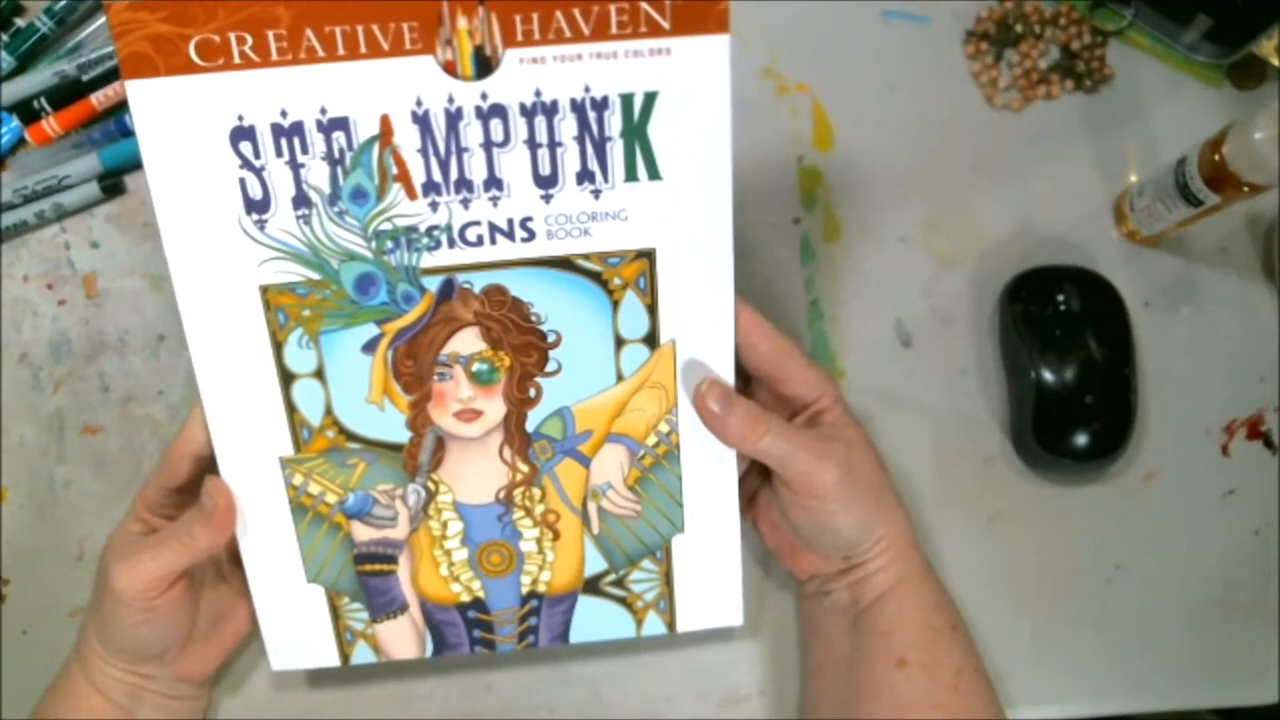 CREATIVE HAVEN
FIND YOUR TRUE COLORS
STEAMPUNK
DESIGNS COLORING
BOOK